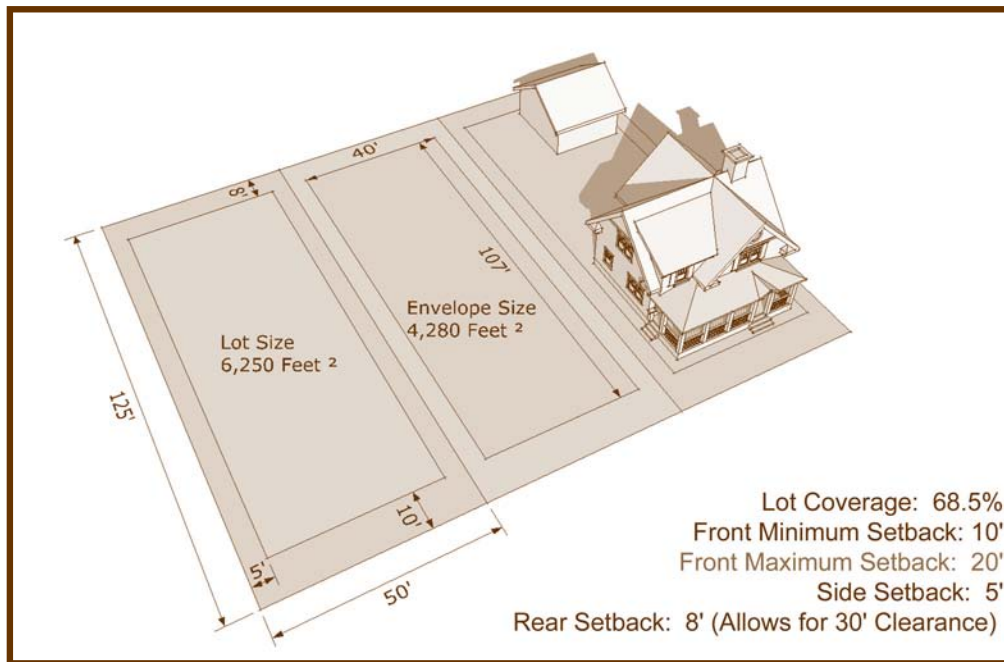 40'
8'
107'
Envelope Size
4,280 Feet ²
Lot Size
6,250 Feet ²
125'
10'
5'
50'
Lot Coverage: 68.5%
Front Minimum Setback: 10'
Front Maximum Setback: 20'
Side Setback: 5'
Rear Setback: 8' (Allows for 30' Clearance)